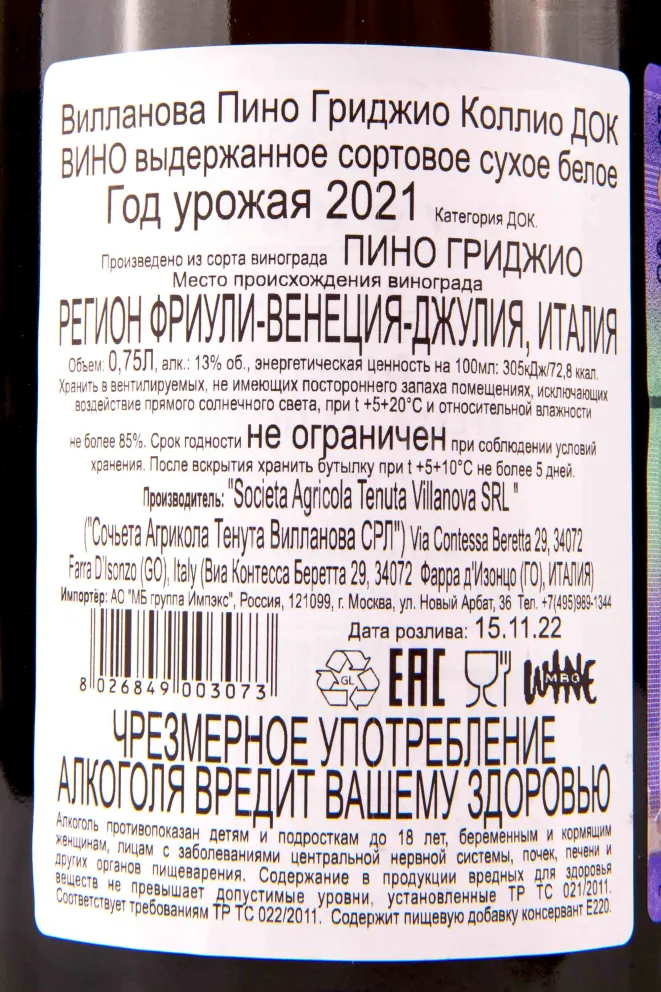 Вилланова Пино Гриджио Коллио ДОК
ВИНО выдержанное сортовое сухое белое
Год урожая 2021 Категория ДОК.
Произведено из сорта винограда ПИНО ГРИДЖИО
Место происхождения винограда
РЕГИОН ФРИУЛИ-ВЕНЕЦИЯ-ДЖУЛИЯ, ИТАЛИЯ
Объем: 0,75Л, алк.: 13% об., энергетическая ценность на 100мл: 305кДж/72,8 ккал.
Хранить в вентилируемых, не имеющих постороннего запаха помещениях, исключающих
воздействие прямого солнечного света, при t +5+20°C и относительной влажности
не более 85%. Срок годности не ограничен при соблюдении условий
хранения. После вскрытия хранить бутылку при t +5+10°C не более 5 дней.
Производитель: "Societa Agricola Tenuta Villanova SRL "
("Сочьета Агрикола Тенута Вилланова СРЛ") Via Contessa Beretta 29, 34072
Farra D'Isonzo (GO), Italy (Виа Контесса Беретта 29, 34072 Фарра д'Изонцо (ГО), ИТАЛИЯ)
Импортёр: АО "МБ группа Импэкс", Россия, 121099, г. Москва, ул. Новый Арбат, 36 Тел. +7(495)989-1344
Дата розлива: 15.11.22
8 026849 003073
GL EAC WINE MBG
ЧРЕЗМЕРНОЕ УПОТРЕБЛЕНИЕ
АЛКОГОЛЯ ВРЕДИТ ВАШЕМУ ЗДОРОВЬЮ
Алкоголь противопоказан детям и подросткам до 18 лет, беременным и кормящим
женщинам, лицам с заболеваниями центральной нервной системы, почек, печени и
других органов пищеварения. Содержание в продукции вредных для здоровья
веществ не превышает допустимые уровни, установленные ТР ТС 021/2011.
Соответствует требованиям ТР ТС 022/2011. Содержит пищевую добавку консервант Е220.